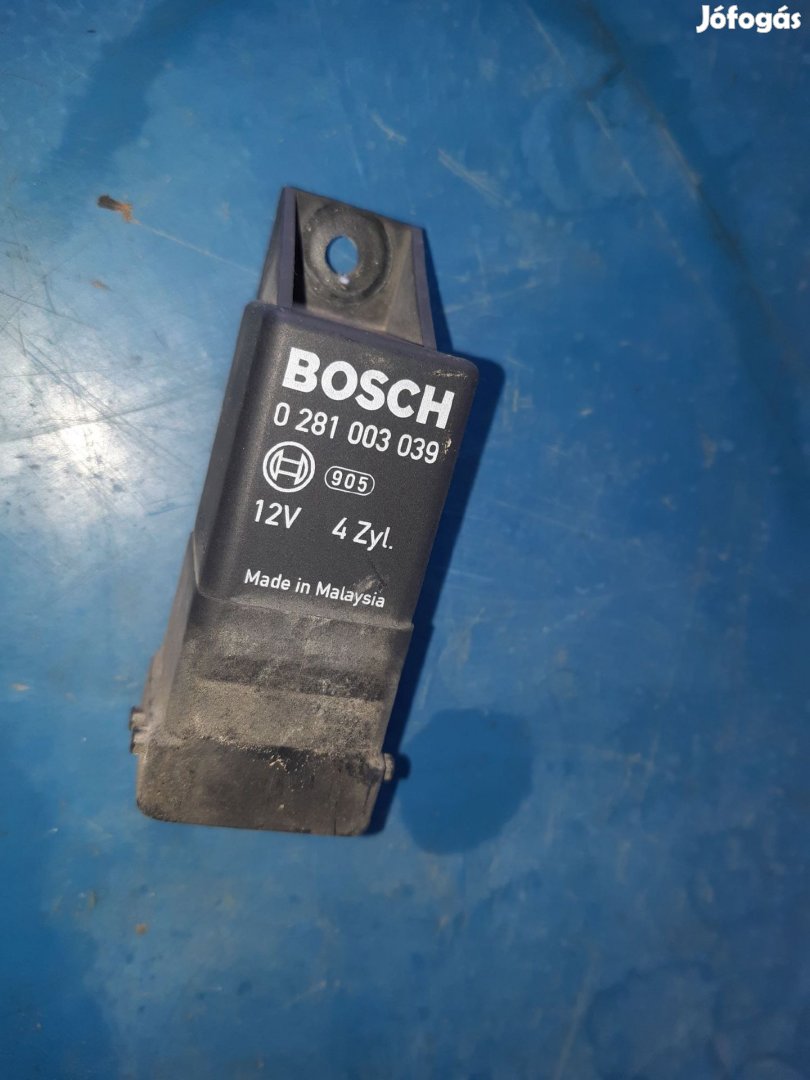 Jófogás
BOSCH
0 281 003 039
905
12V 4 Zyl.
Made in Malaysia